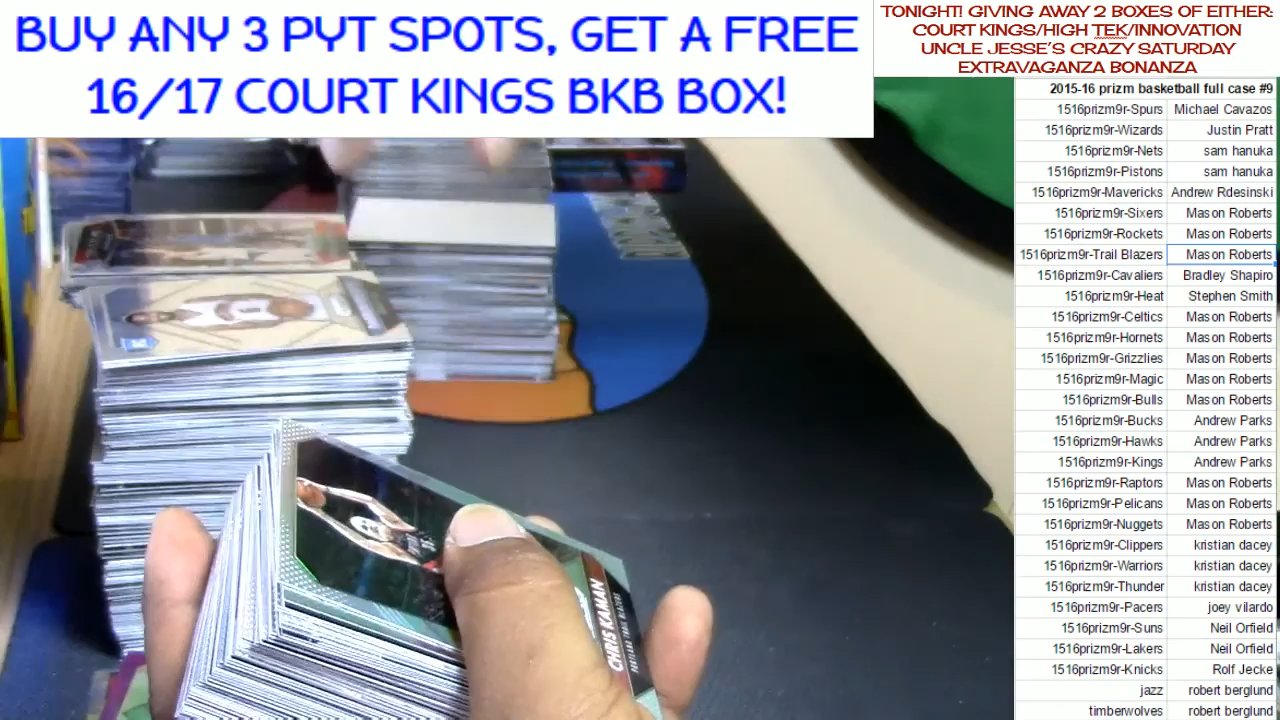 BUY ANY 3 PYT SPOTS, GET A FREE
16/17 COURT KINGS BKB BOX!
TONIGHT! GIVING AWAY 2 BOXES OF EITHER:
COURT KINGS/HIGH TEK/INNOVATION
UNCLE JESSE'S CRAZY SATURDAY
EXTRAVAGANZA BONANZA
2015-16 prizm basketball full case #9
1516prizm9r-Spurs Michael Cavazos
1516prizm9r-Wizards Justin Pratt
1516prizm9r-Nets sam hanuka
1516prizm9r-Pistons sam hanuka
1516prizm9r-Mavericks Andrew Rdesinski
1516prizm9r-Sixers Mason Roberts
1516prizm9r-Rockets Mason Roberts
1516prizm9r-Trail Blazers Mason Roberts
1516prizm9r-Cavaliers Bradley Shapiro
1516prizm9r-Heat Stephen Smith
1516prizm9r-Celtics Mason Roberts
1516prizm9r-Hornets Mason Roberts
1516prizm9r-Grizzlies Mason Roberts
1516prizm9r-Magic Mason Roberts
1516prizm9r-Bulls Mason Roberts
1516prizm9r-Bucks Andrew Parks
1516prizm9r-Hawks Andrew Parks
1516prizm9r-Kings Andrew Parks
1516prizm9r-Raptors Mason Roberts
1516prizm9r-Pelicans Mason Roberts
1516prizm9r-Nuggets Mason Roberts
1516prizm9r-Clippers kristian dacey
1516prizm9r-Warriors kristian dacey
1516prizm9r-Thunder kristian dacey
1516prizm9r-Pacers joey vilardo
1516prizm9r-Suns Neil Orfield
1516prizm9r-Lakers Neil Orfield
1516prizm9r-Knicks Rolf Jecke
jazz robert berglund
timberwolves robert berglund
CHRIS KAMAN
PORTLAND TRAIL BLAZERS